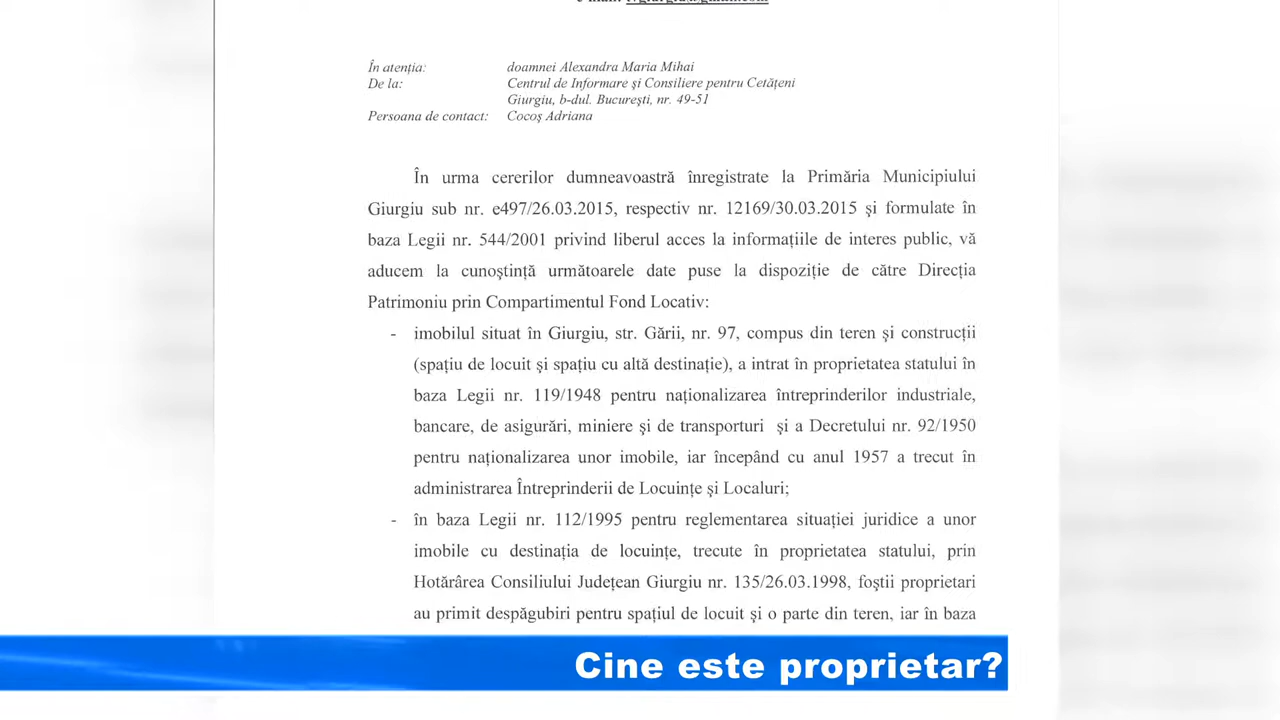 În atenția: doamnei Alexandra Maria Mihai
De la: Centrul de Informare și Consiliere pentru Cetățeni
Giurgiu, b-dul. București, nr. 49-51
Persoana de contact: Cocoș Adriana
În urma cererilor dumneavoastră înregistrate la Primăria Municipiului
Giurgiu sub nr. e497/26.03.2015, respectiv nr. 12169/30.03.2015 și formulate în
baza Legii nr. 544/2001 privind liberul acces la informațiile de interes public, vă
aducem la cunoștință următoarele date puse la dispoziție de către Direcția
Patrimoniu prin Compartimentul Fond Locativ:
- imobilul situat în Giurgiu, str. Gării, nr. 97, compus din teren și construcții
(spațiu de locuit și spațiu cu altă destinație), a intrat în proprietatea statului în
baza Legii nr. 119/1948 pentru naționalizarea întreprinderilor industriale,
bancare, de asigurări, miniere și de transporturi și a Decretului nr. 92/1950
pentru naționalizarea unor imobile, iar începând cu anul 1957 a trecut în
administrarea Întreprinderii de Locuințe și Localuri;
- în baza Legii nr. 112/1995 pentru reglementarea situației juridice a unor
imobile cu destinația de locuințe, trecute în proprietatea statului, prin
Hotărârea Consiliului Județean Giurgiu nr. 135/26.03.1998, foștii proprietari
au primit despăgubiri pentru spațiul de locuit și o parte din teren, iar în baza
Cine este proprietar?